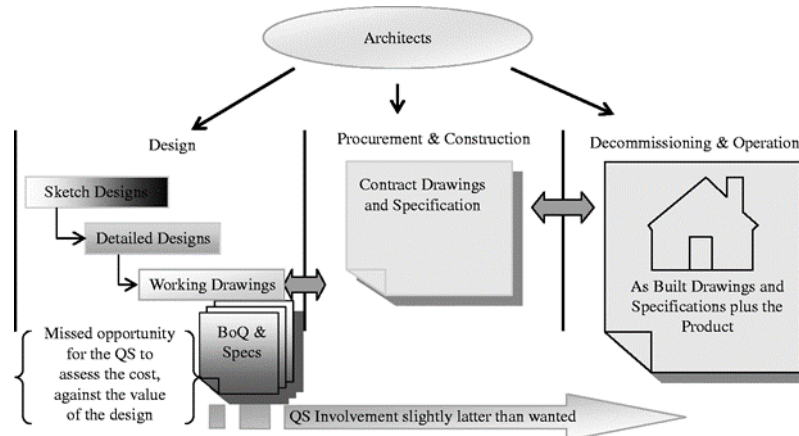 Architects
Design
Procurement & Construction
Decommissioning & Operation
Sketch Designs
Detailed Designs
Working Drawings
Contract Drawings
and Specification
As Built Drawings and
Specifications plus the
Product
Missed opportunity
for the QS to
assess the cost,
against the value
of the design
BoQ &
Specs
QS Involvement slightly latter than wanted